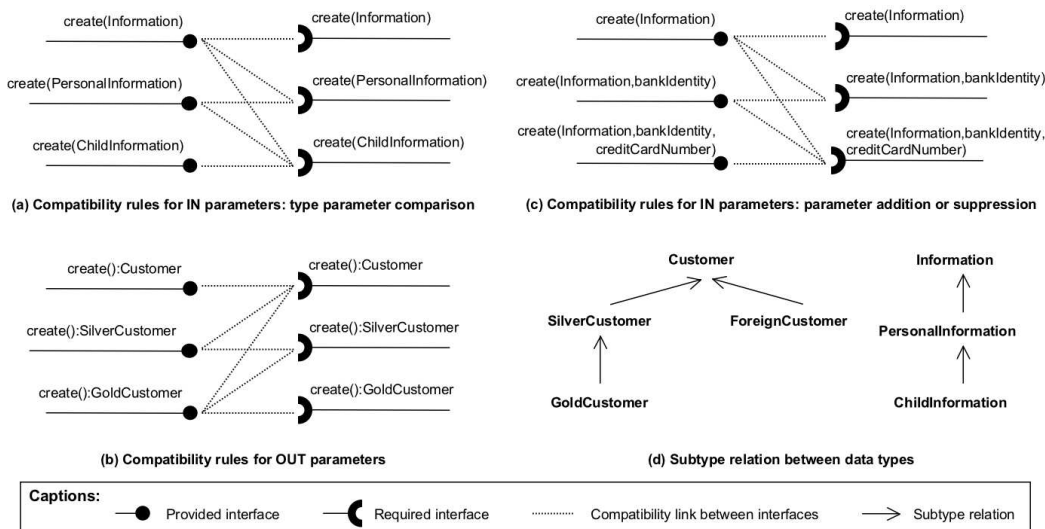 create(Information)
create(Information)
create(PersonalInformation)
create(PersonalInformation)
create(ChildInformation)
create(ChildInformation)
(a) Compatibility rules for IN parameters: type parameter comparison
create(Information)
create(Information)
create(Information,bankIdentity)
create(Information,bankIdentity)
create(Information,bankIdentity,
creditCardNumber)
create(Information,bankIdentity,
creditCardNumber)
(c) Compatibility rules for IN parameters: parameter addition or suppression
create():Customer
create():Customer
create():SilverCustomer
create():SilverCustomer
create():GoldCustomer
create():GoldCustomer
(b) Compatibility rules for OUT parameters
Customer
Information
SilverCustomer
ForeignCustomer
PersonalInformation
GoldCustomer
ChildInformation
(d) Subtype relation between data types
Captions:
Provided interface
Required interface
Compatibility link between interfaces
Subtype relation